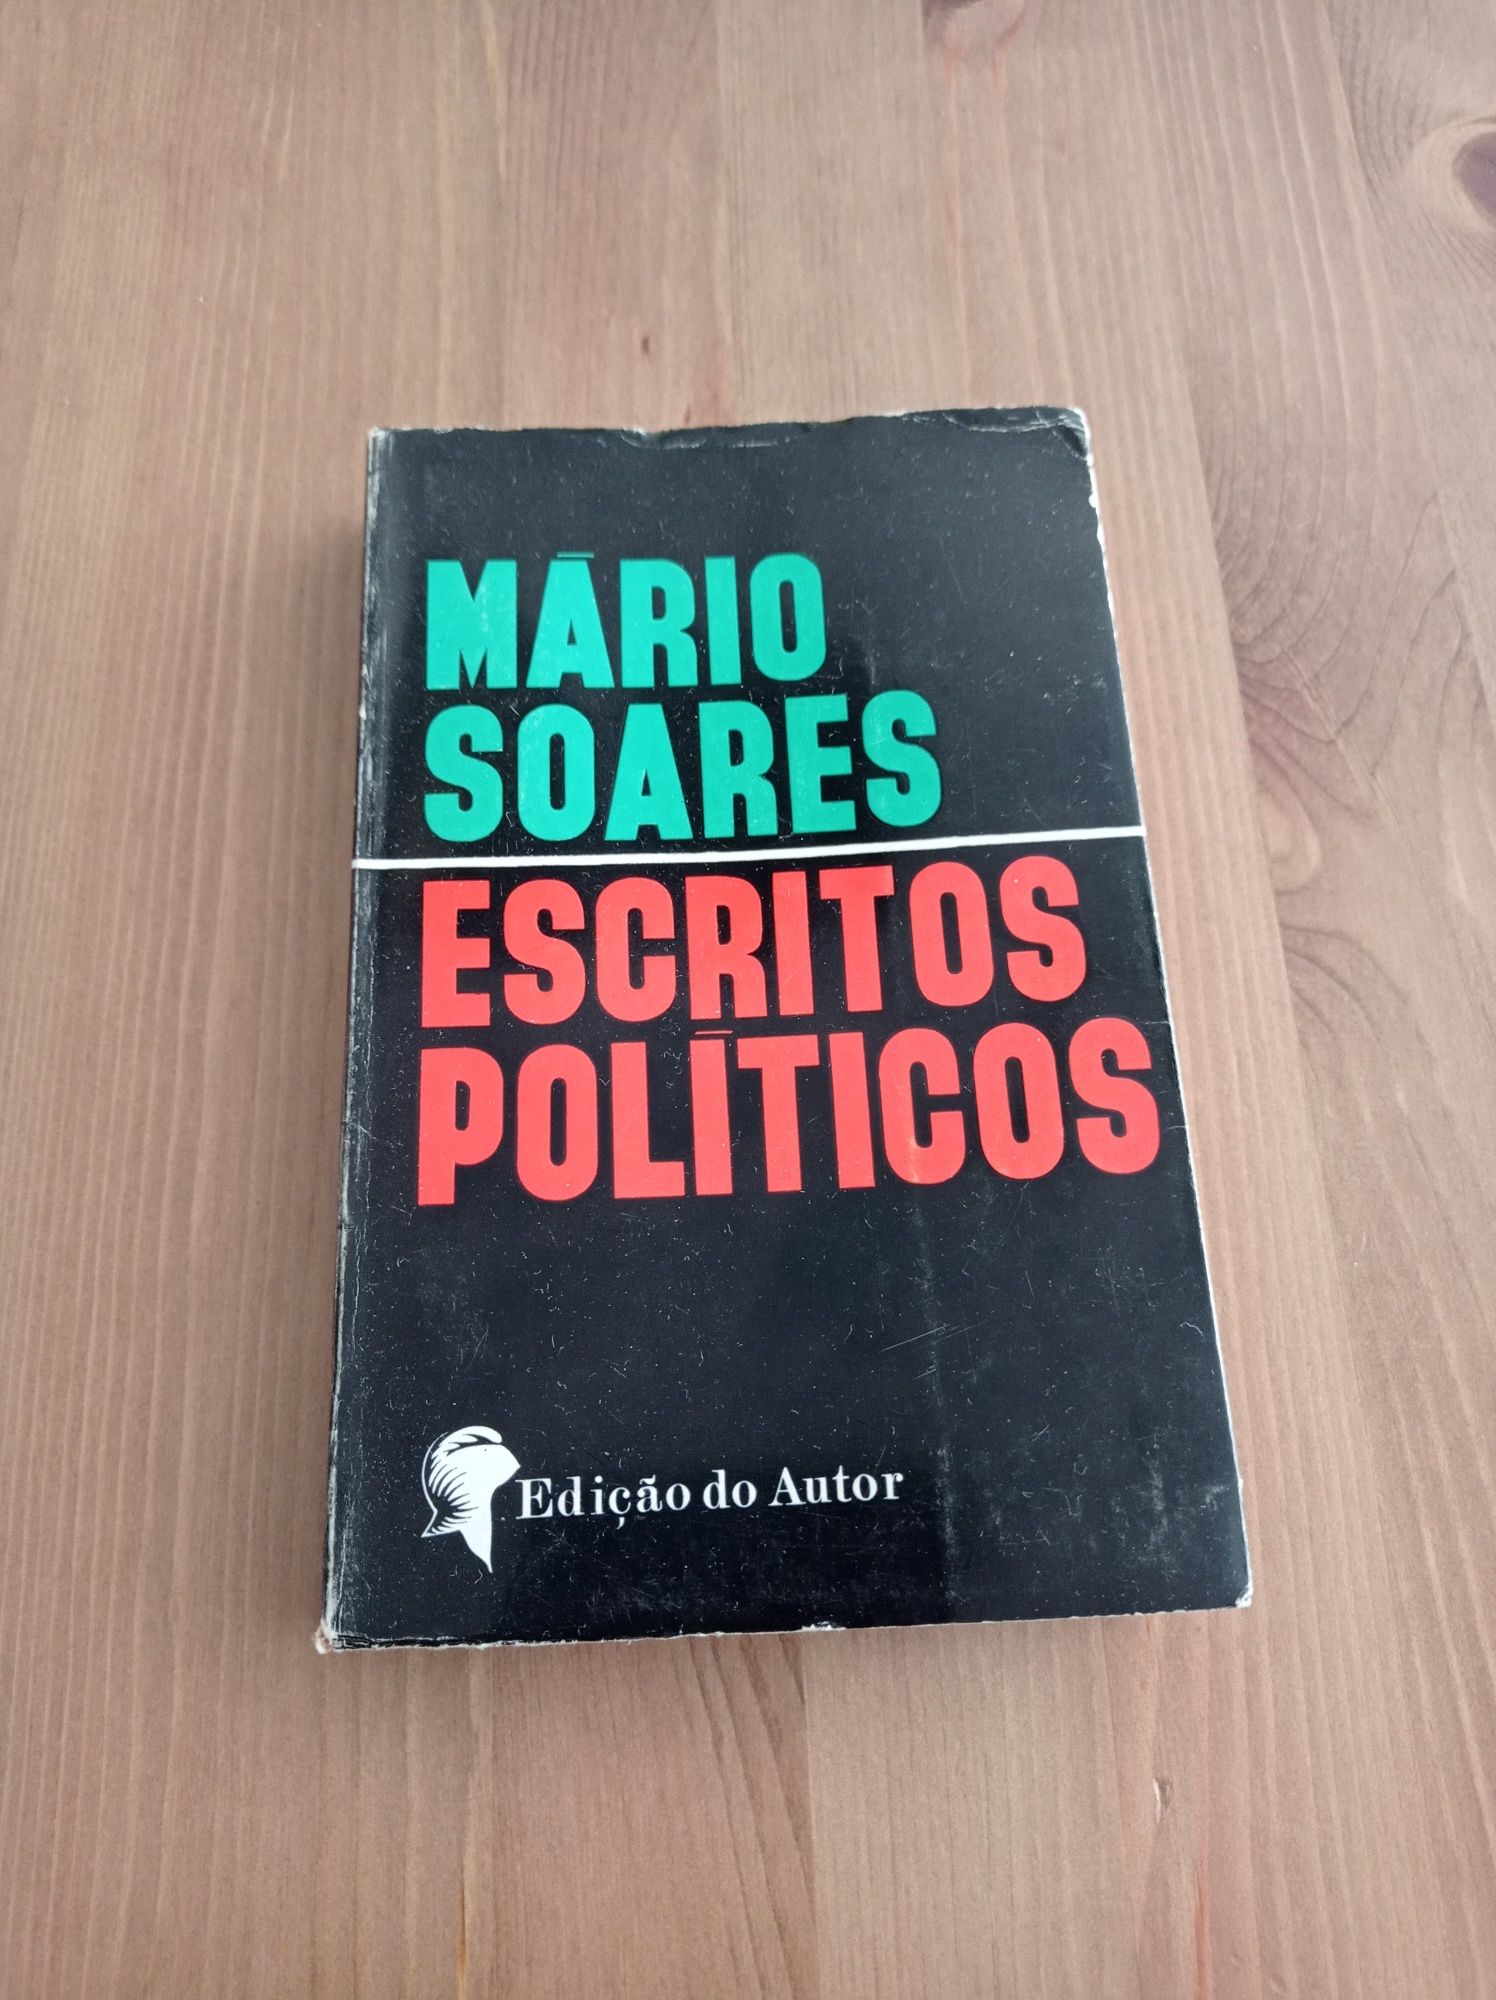 MÁRIO
SOARES
ESCRITOS
POLÍTICOS
Edição do Autor